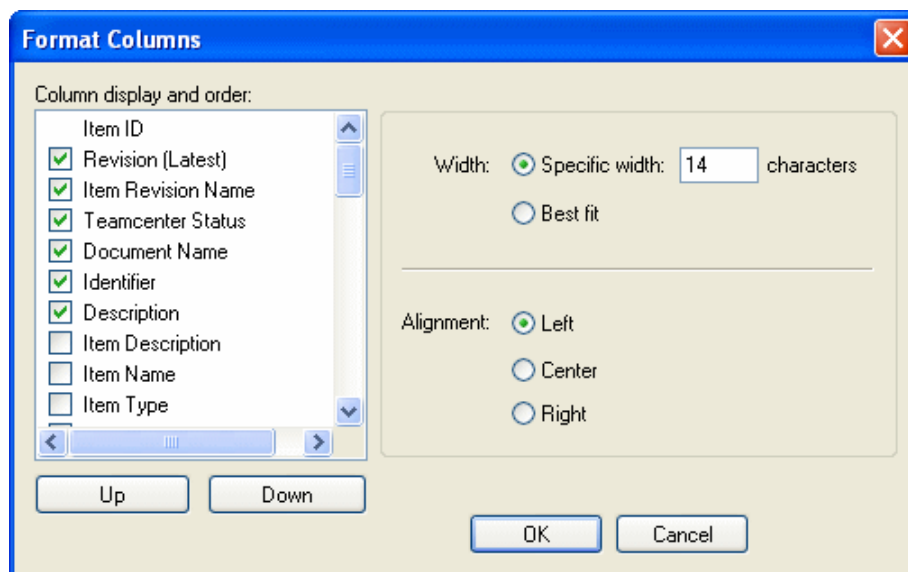 Format Columns
Column display and order:
Item ID
Revision (Latest)
Item Revision Name
Teamcenter Status
Document Name
Identifier
Description
Item Description
Item Name
Item Type
Up Down
Width: Specific width: 14 characters
Best fit
Alignment: Left
Center
Right
OK Cancel